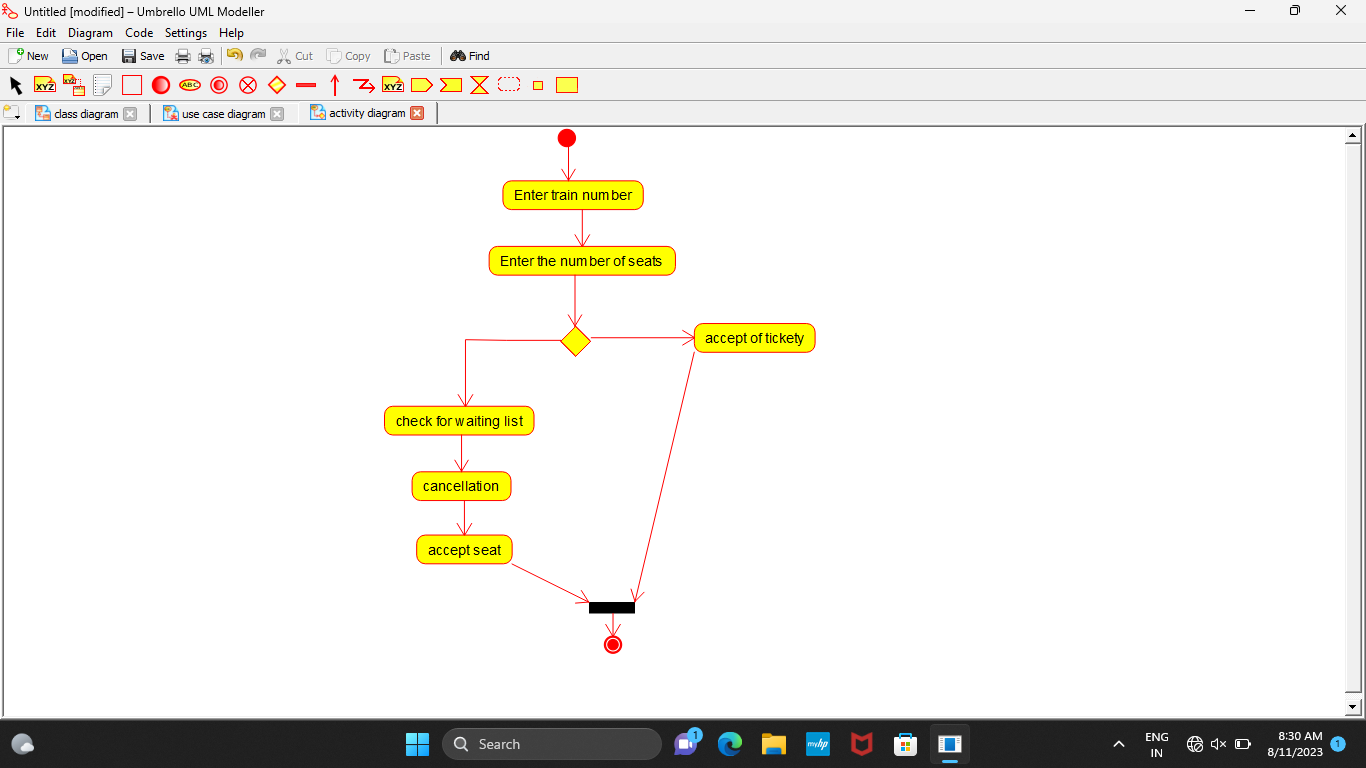 Untitled [modified] – Umbrello UML Modeller
File Edit Diagram Code Settings Help
New Open Save Cut Copy Paste Find
XYZ XYZ ABC XYZ
class diagram use case diagram activity diagram
Enter train number
Enter the number of seats
accept of tickety
check for waiting list
cancellation
accept seat
Search
1
myhp
ENG
IN
8:30 AM
8/11/2023
1